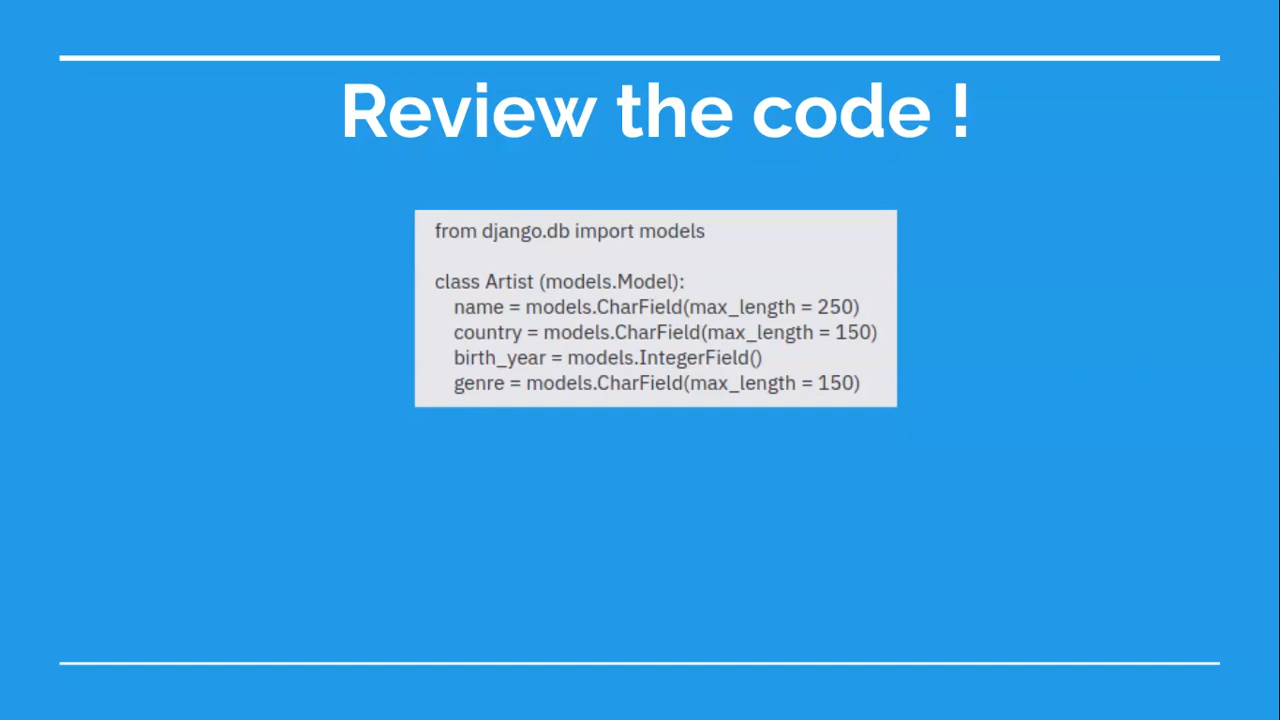 Review the code !
from django.db import models
class Artist (models.Model):
name = models.CharField(max_length = 250)
country = models.CharField(max_length = 150)
birth_year = models.IntegerField()
genre = models.CharField(max_length = 150)